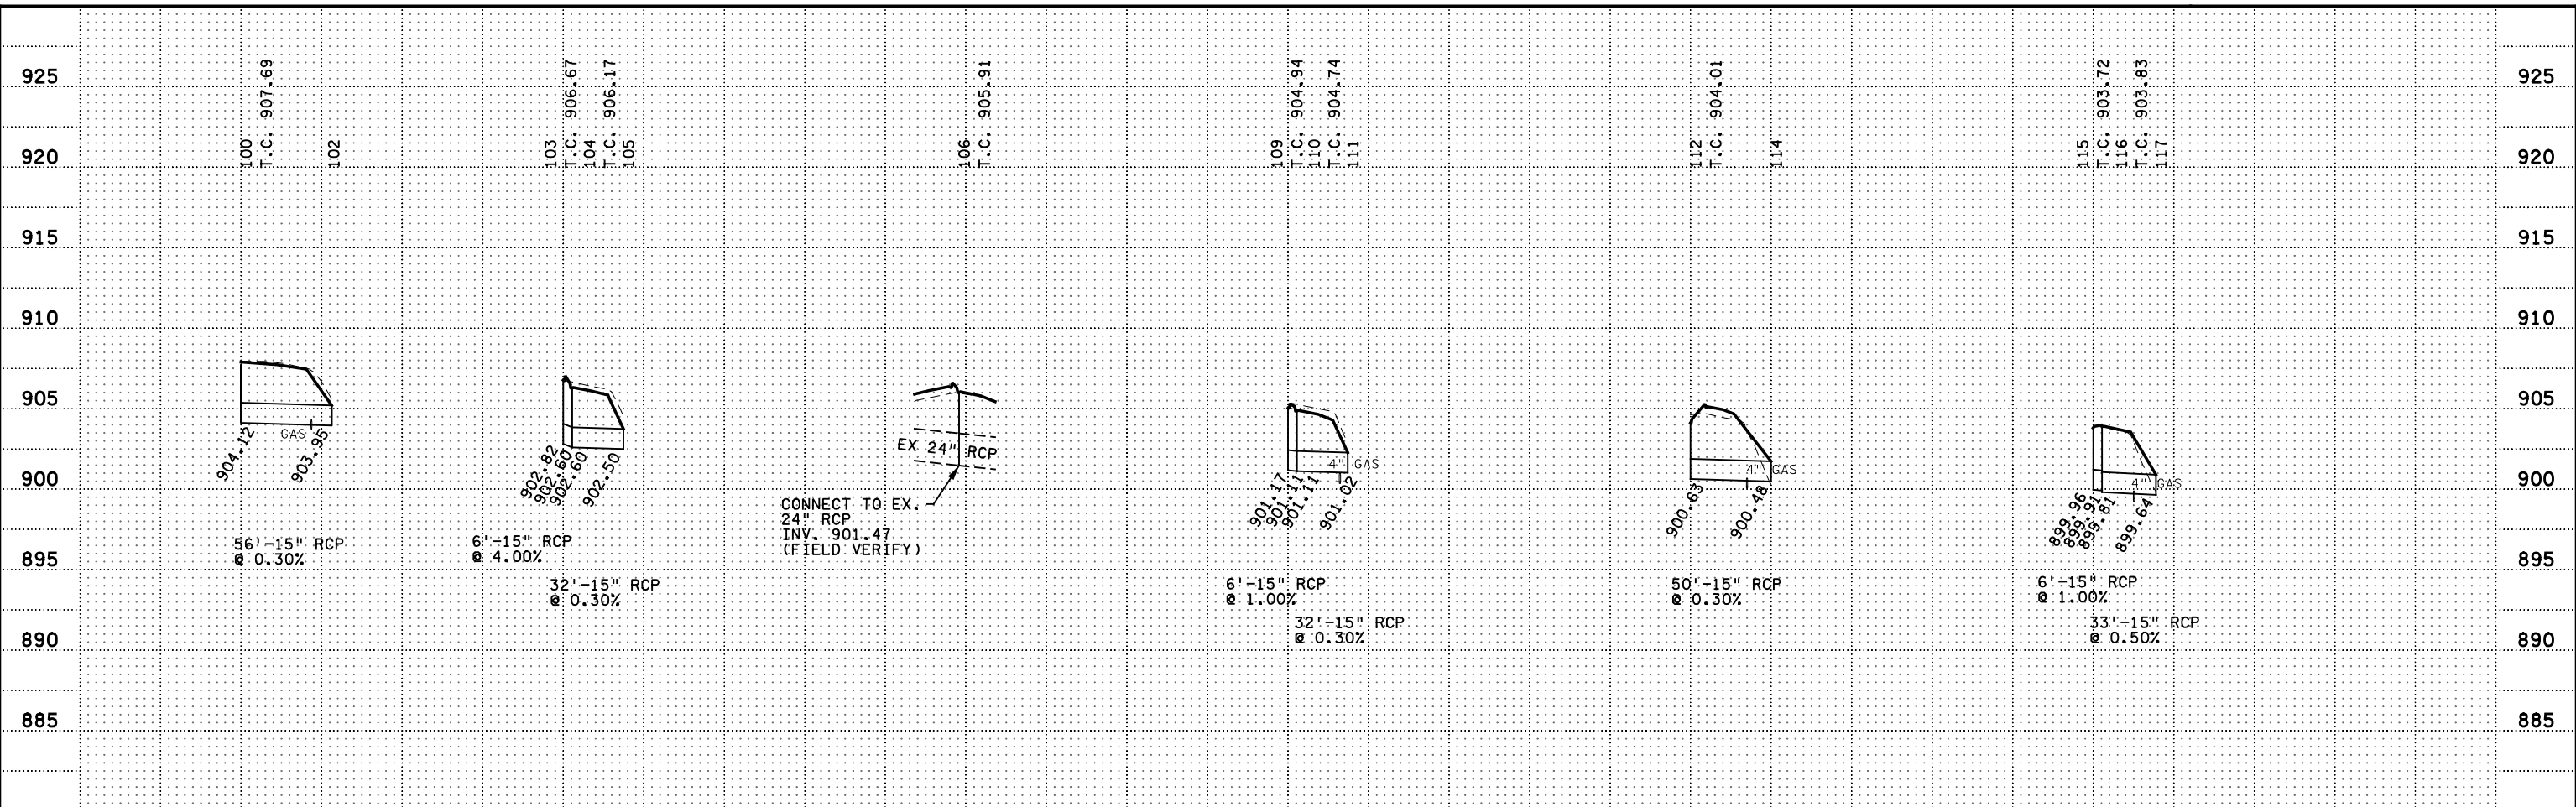 925
920
915
910
905
900
895
890
885
100
T.C. 907.69
102
GAS
904.12
903.95
56'-15" RCP
@ 0.30%
103
T.C. 906.67
104
T.C. 906.17
105
902.82
902.60
902.60
902.50
6'-15" RCP
@ 4.00%
32'-15" RCP
@ 0.30%
106
T.C. 905.91
EX 24" RCP
CONNECT TO EX.
24" RCP
INV. 901.47
(FIELD VERIFY)
109
T.C. 904.94
110
T.C. 904.74
111
4" GAS
901.17
901.11
901.11
901.02
6'-15" RCP
@ 1.00%
32'-15" RCP
@ 0.30%
112
T.C. 904.01
114
4" GAS
900.63
900.48
50'-15" RCP
@ 0.30%
115
T.C. 903.72
116
T.C. 903.83
117
4" GAS
899.96
899.91
899.81
899.64
6'-15" RCP
@ 1.00%
33'-15" RCP
@ 0.50%
925
920
915
910
905
900
895
890
885